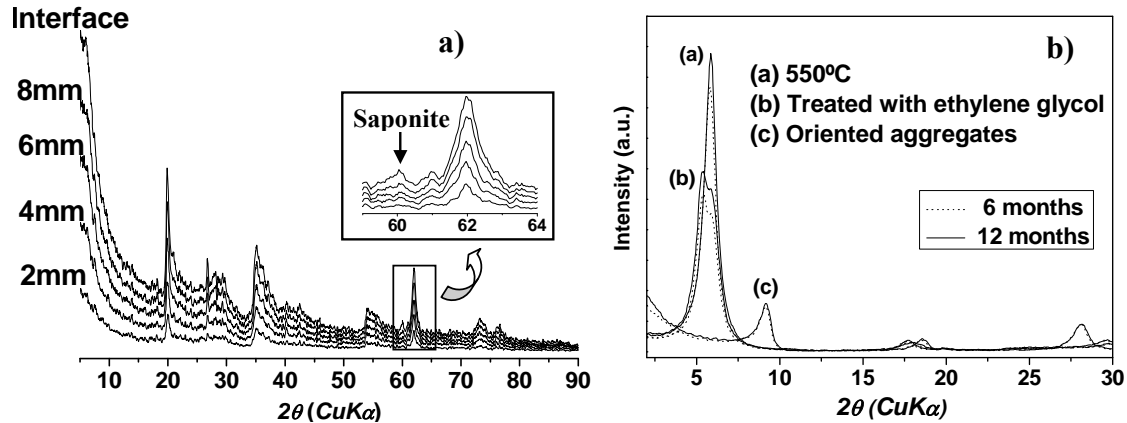 Interface
8mm
6mm
4mm
2mm
a)
Saponite
60 62 64
10 20 30 40 50 60 70 80 90
2θ (CuKα)
b)
(a)
(b)
(c)
(a) 550ºC
(b) Treated with ethylene glycol
(c) Oriented aggregates
6 months
12 months
Intensity (a.u.)
5 10 15 20 25 30
2θ (CuKα)